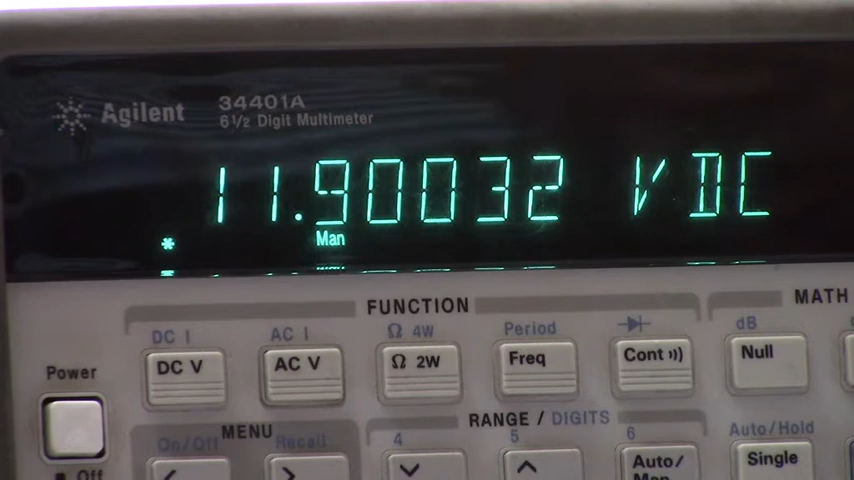 Agilent 34401A
6½ Digit Multimeter
11.90032 VDC
*
Man
FUNCTION
MATH
DC I AC I Ω 4W Period dB
Power DC V AC V Ω 2W Freq Cont Null
MENU RANGE / DIGITS
On/Off Recall 4 5 6 Auto/Hold
Off < > Auto/ Single
Man